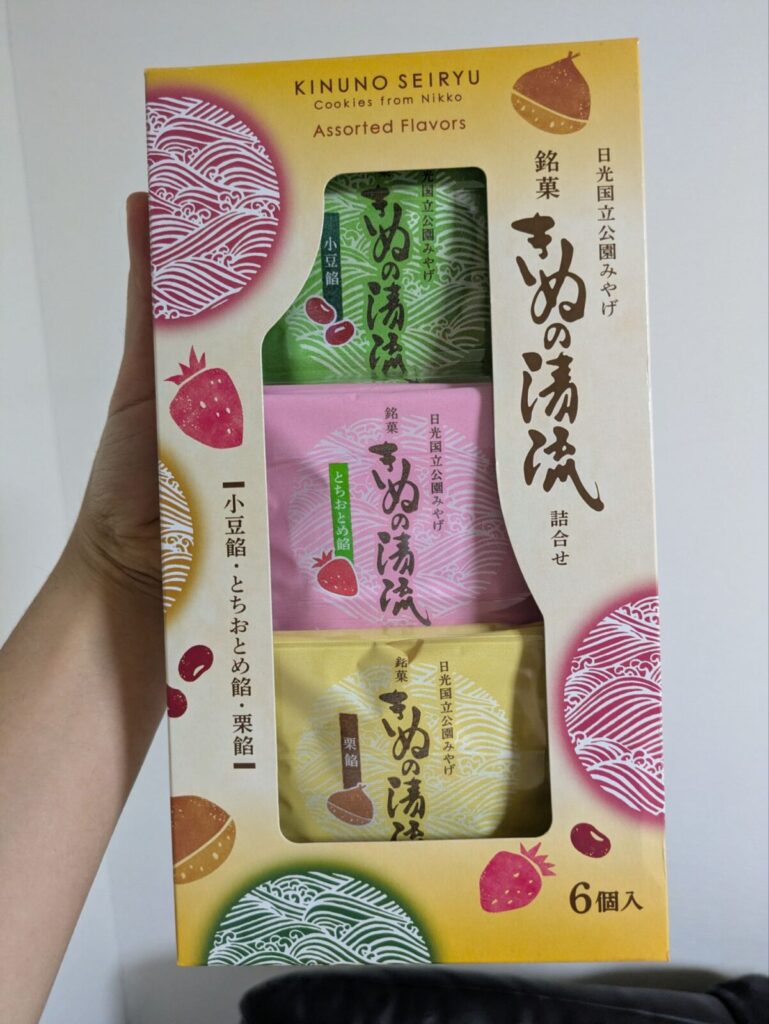 KINUNO SEIRYU
Cookies from Nikko
Assorted Flavors
日光国立公園みやげ
銘菓
きぬの清流
詰合せ
光国立公園みやげ
きぬの清流
小豆餡
日光国立公園みやげ
銘菓
きぬの清流
とちおとめ餡
日光国立公園みやげ
銘菓
きぬの清流
栗餡
小豆餡・とちおとめ餡・栗餡
6個入